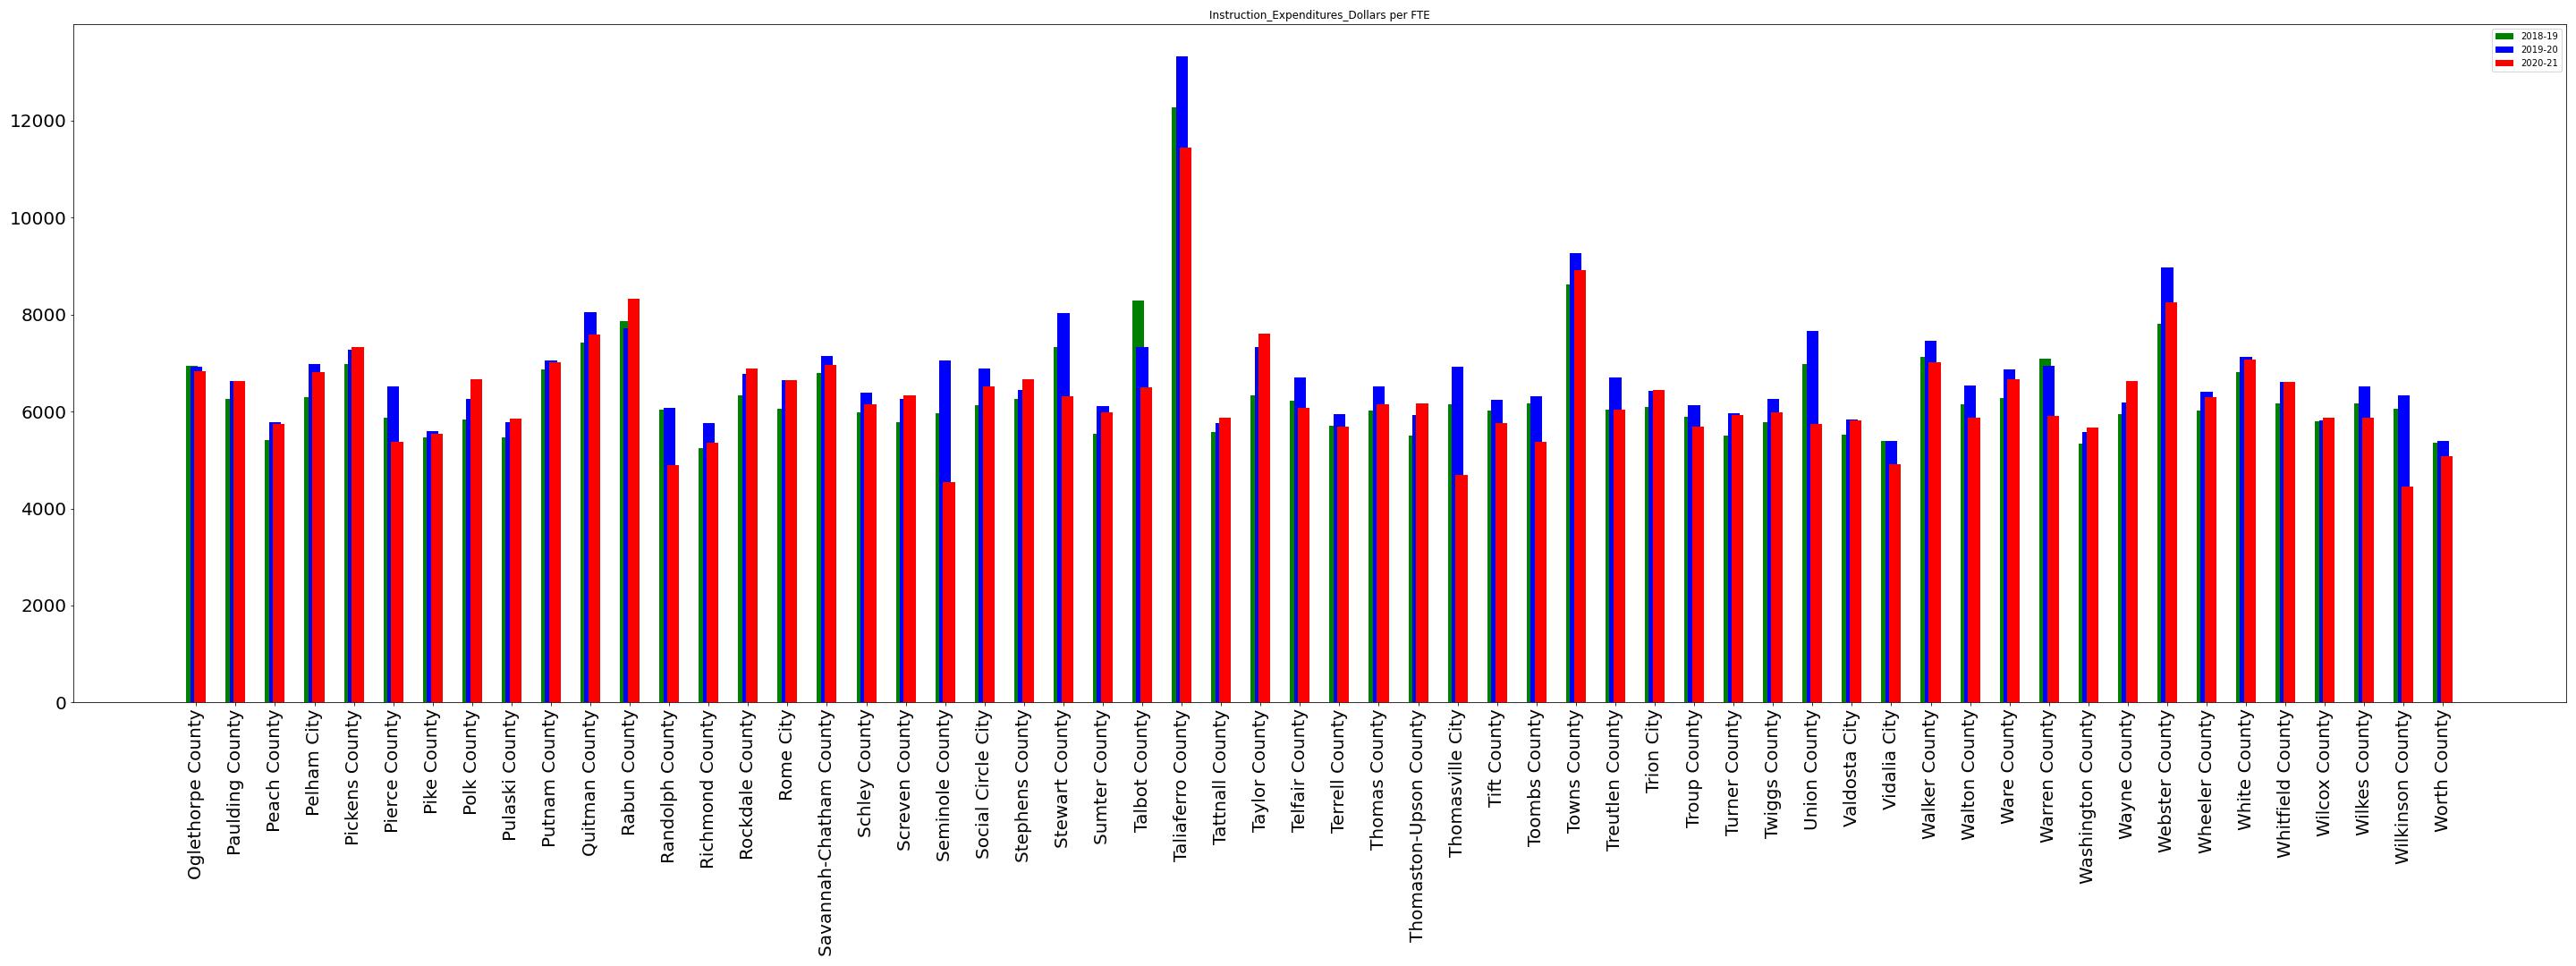 Instruction_Expenditures_Dollars per FTE
2018-19
2019-20
2020-21
12000
10000
8000
6000
4000
2000
0
Oglethorpe County
Paulding County
Peach County
Pelham City
Pickens County
Pierce County
Pike County
Polk County
Pulaski County
Putnam County
Quitman County
Rabun County
Randolph County
Richmond County
Rockdale County
Rome City
Savannah-Chatham County
Schley County
Screven County
Seminole County
Social Circle City
Stephens County
Stewart County
Sumter County
Talbot County
Taliaferro County
Tattnall County
Taylor County
Telfair County
Terrell County
Thomas County
Thomaston-Upson County
Thomasville City
Tift County
Toombs County
Towns County
Treutlen County
Trion City
Troup County
Turner County
Twiggs County
Union County
Valdosta City
Vidalia City
Walker County
Walton County
Ware County
Warren County
Washington County
Wayne County
Webster County
Wheeler County
White County
Whitfield County
Wilcox County
Wilkes County
Wilkinson County
Worth County